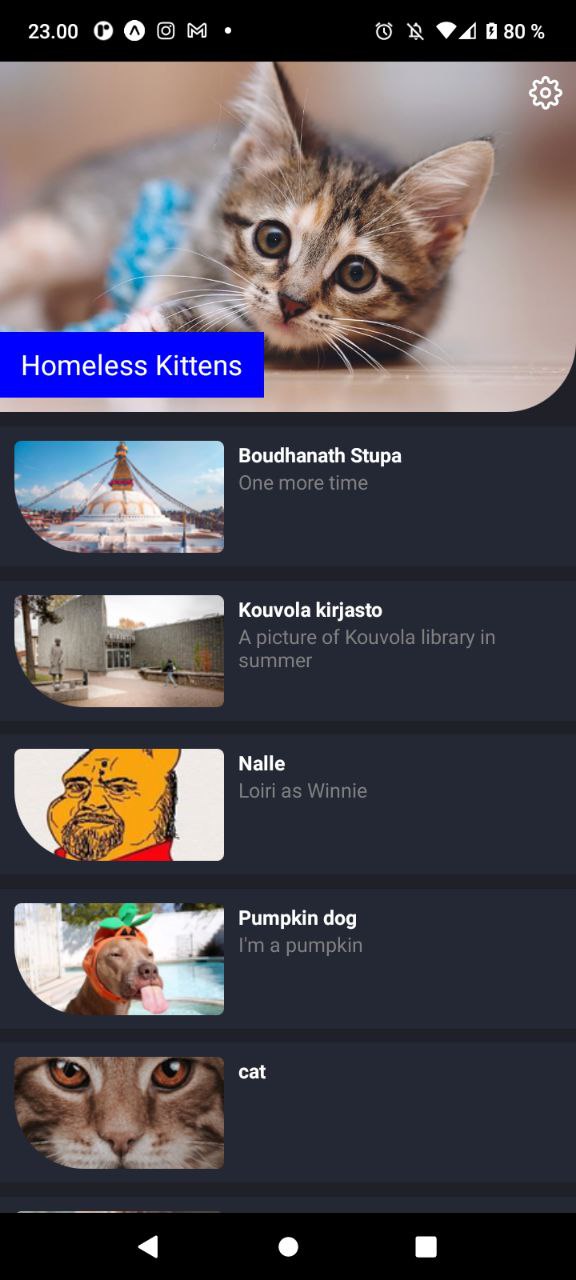 23.00
80 %
Homeless Kittens
Boudhanath Stupa
One more time
Kouvola kirjasto
A picture of Kouvola library in
summer
Nalle
Loiri as Winnie
Pumpkin dog
I'm a pumpkin
cat